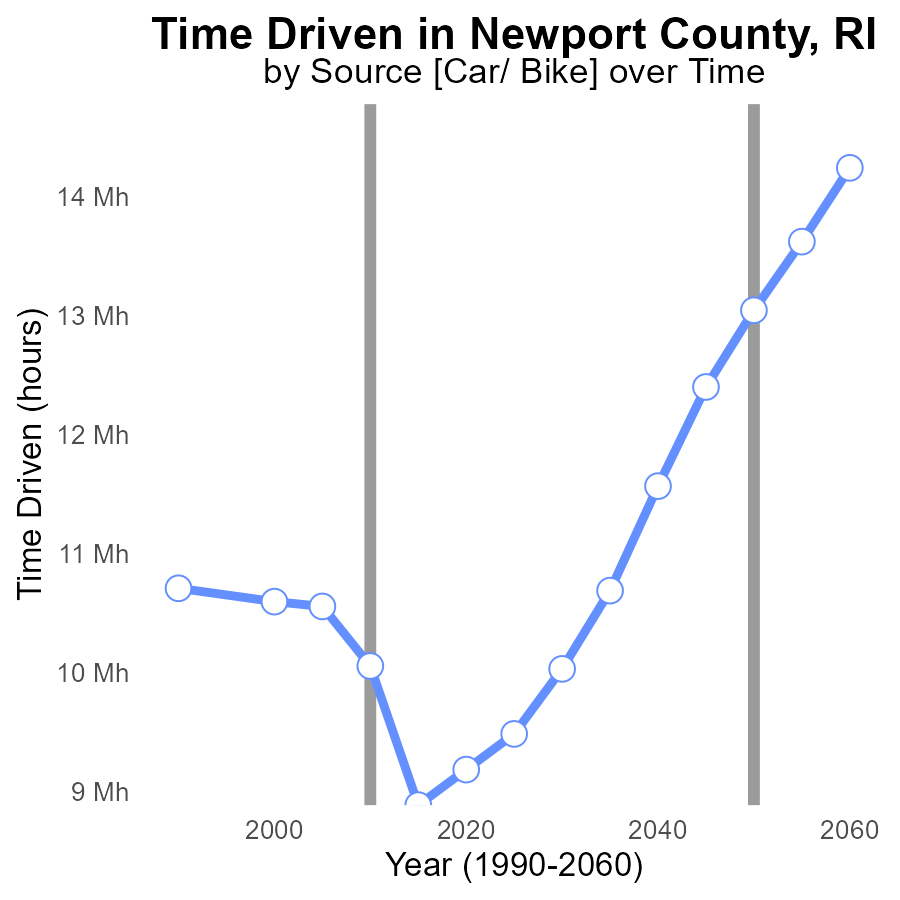 Time Driven in Newport County, RI
by Source [Car/ Bike] over Time
Time Driven (hours)
14 Mh
13 Mh
12 Mh
11 Mh
10 Mh
9 Mh
2000
2020
2040
2060
Year (1990-2060)